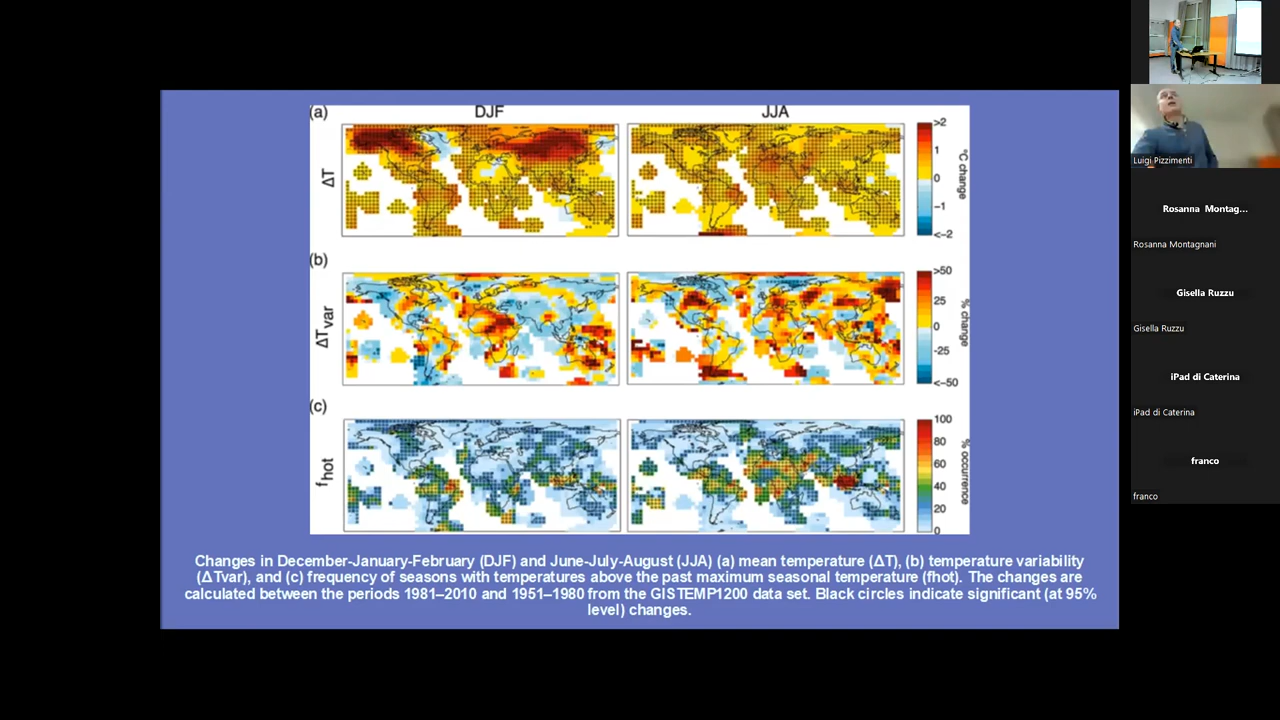 (a)
DJF
JJA
ΔT
>2
1
0
−1
<−2
°C change
(b)
ΔTvar
>50
25
0
-25
<−50
% change
(c)
fhot
100
80
60
40
20
0
% occurrence
Changes in December-January-February (DJF) and June-July-August (JJA) (a) mean temperature (ΔT), (b) temperature variability
(ΔTvar), and (c) frequency of seasons with temperatures above the past maximum seasonal temperature (fhot). The changes are
calculated between the periods 1981–2010 and 1951–1980 from the GISTEMP1200 data set. Black circles indicate significant (at 95%
level) changes.
Luigi Pizzimenti
Rosanna Montag...
Rosanna Montagnani
Gisella Ruzzu
Gisella Ruzzu
iPad di Caterina
iPad di Caterina
franco
franco